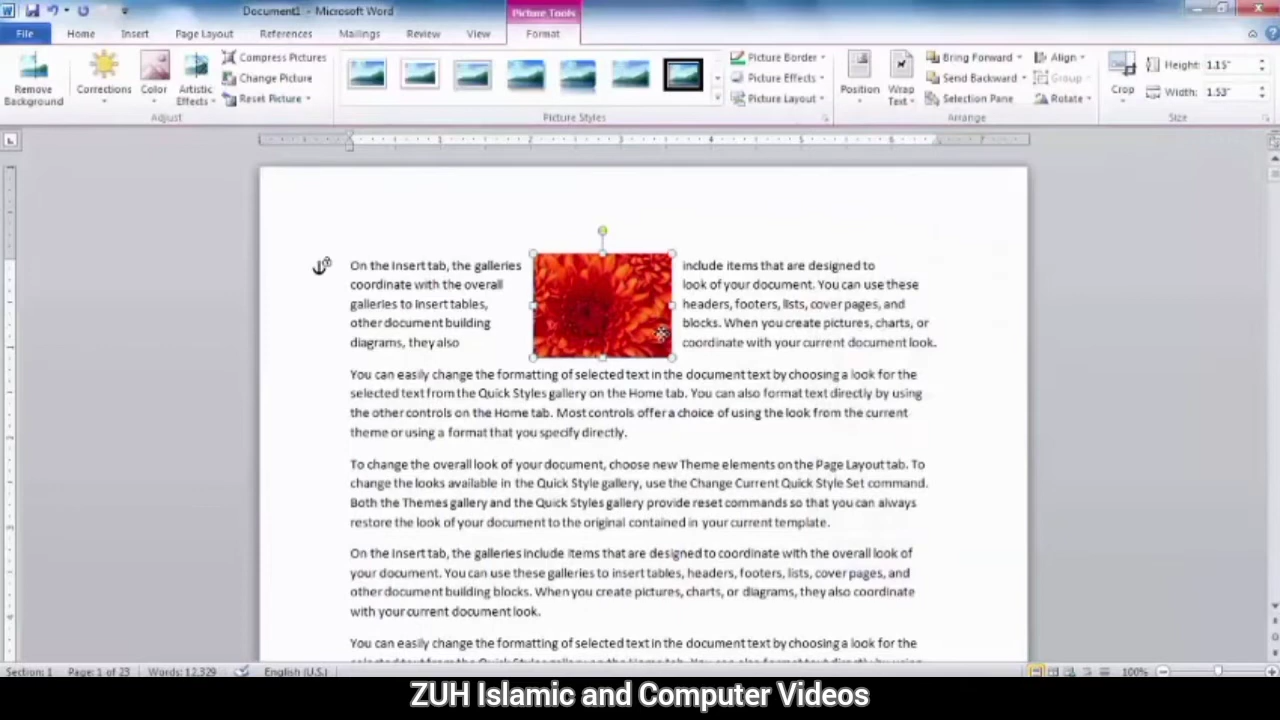 Document1 - Microsoft Word
Picture Tools
File Home Insert Page Layout References Mailings Review View Format
Remove Background
Corrections
Color
Artistic Effects
Compress Pictures
Change Picture
Reset Picture
Adjust
Picture Styles
Picture Border
Picture Effects
Picture Layout
Position
Wrap Text
Bring Forward
Send Backward
Selection Pane
Align
Group
Rotate
Arrange
Crop
Height: 1.15"
Width: 1.53"
Size
On the Insert tab, the galleries include items that are designed to
coordinate with the overall look of your document. You can use these
galleries to insert tables, headers, footers, lists, cover pages, and
other document building blocks. When you create pictures, charts, or
diagrams, they also coordinate with your current document look.
You can easily change the formatting of selected text in the document text by choosing a look for the
selected text from the Quick Styles gallery on the Home tab. You can also format text directly by using
the other controls on the Home tab. Most controls offer a choice of using the look from the current
theme or using a format that you specify directly.
To change the overall look of your document, choose new Theme elements on the Page Layout tab. To
change the looks available in the Quick Style gallery, use the Change Current Quick Style Set command.
Both the Themes gallery and the Quick Styles gallery provide reset commands so that you can always
restore the look of your document to the original contained in your current template.
On the Insert tab, the galleries include items that are designed to coordinate with the overall look of
your document. You can use these galleries to insert tables, headers, footers, lists, cover pages, and
other document building blocks. When you create pictures, charts, or diagrams, they also coordinate
with your current document look.
You can easily change the formatting of selected text in the document text by choosing a look for the
Section: 1 Page: 1 of 23 Words: 12,329 English (U.S.) 100%
ZUH Islamic and Computer Videos